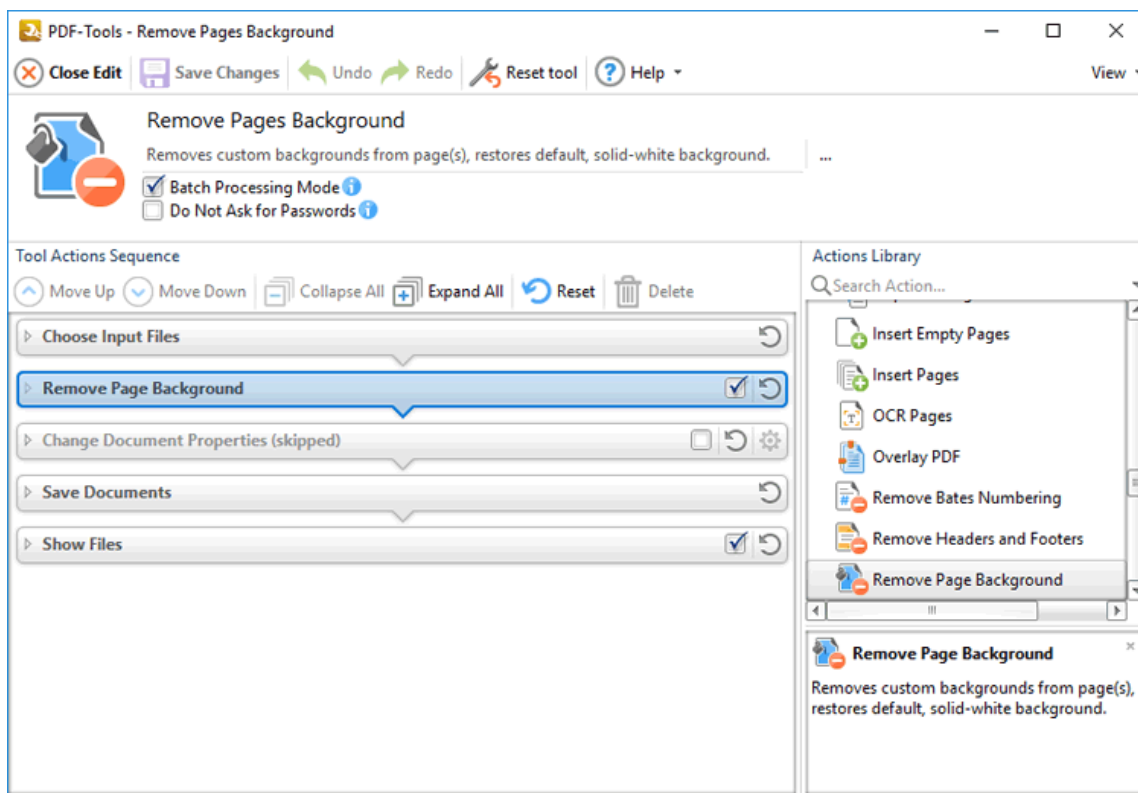 PDF-Tools - Remove Pages Background
Close Edit Save Changes Undo Redo Reset tool Help View
Remove Pages Background
Removes custom backgrounds from page(s), restores default, solid-white background. ...
Batch Processing Mode
Do Not Ask for Passwords
Tool Actions Sequence
Move Up Move Down Collapse All Expand All Reset Delete
Choose Input Files
Remove Page Background
Change Document Properties (skipped)
Save Documents
Show Files
Actions Library
Search Action...
Insert Empty Pages
Insert Pages
OCR Pages
Overlay PDF
Remove Bates Numbering
Remove Headers and Footers
Remove Page Background
Remove Page Background
Removes custom backgrounds from page(s),
restores default, solid-white background.